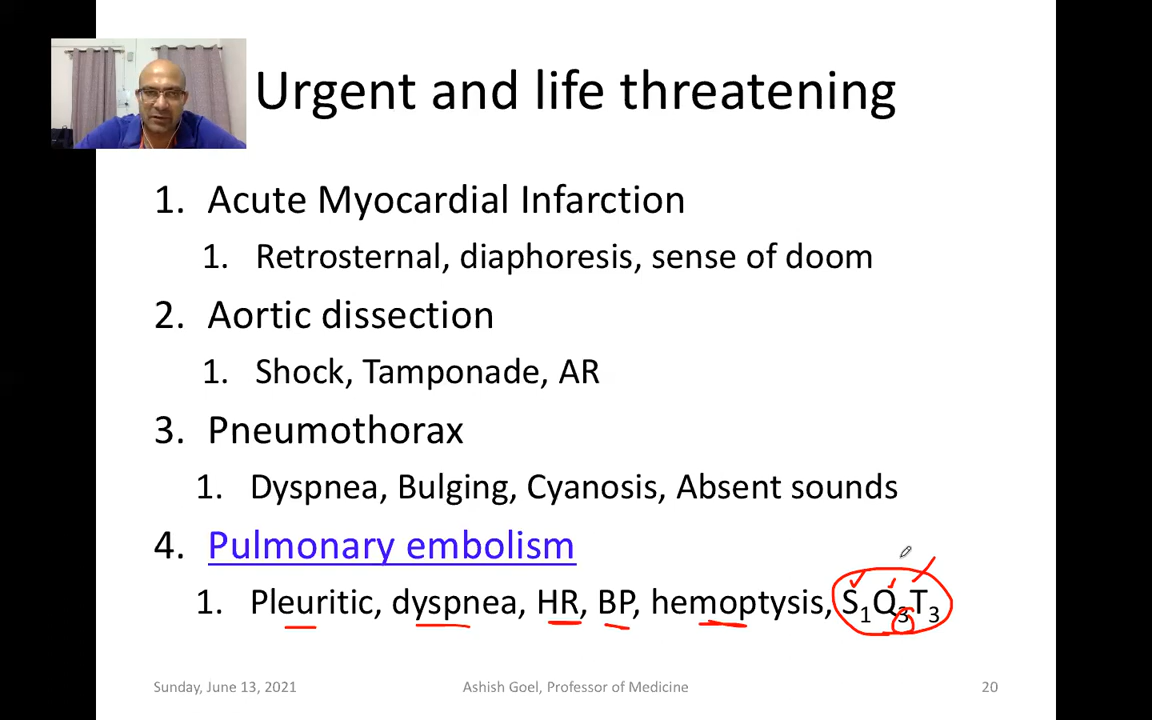 Urgent and life threatening
1. Acute Myocardial Infarction
1. Retrosternal, diaphoresis, sense of doom
2. Aortic dissection
1. Shock, Tamponade, AR
3. Pneumothorax
1. Dyspnea, Bulging, Cyanosis, Absent sounds
4. Pulmonary embolism
1. Pleuritic, dyspnea, HR, BP, hemoptysis, S₁Q₃T₃
Sunday, June 13, 2021 Ashish Goel, Professor of Medicine 20